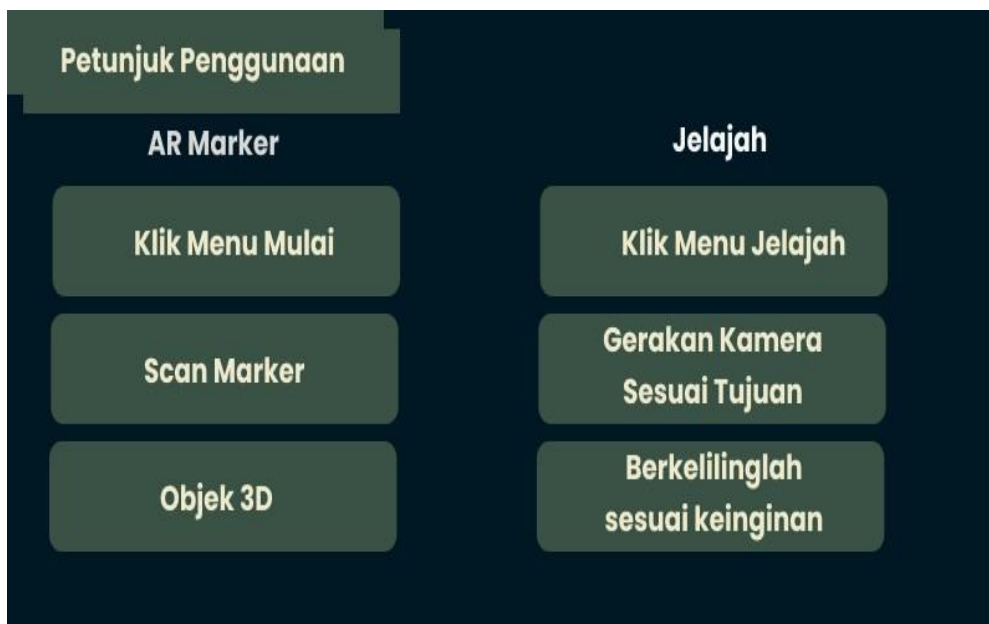 Petunjuk Penggunaan
AR Marker
Klik Menu Mulai
Scan Marker
Objek 3D
Jelajah
Klik Menu Jelajah
Gerakan Kamera
Sesuai Tujuan
Berkelilinglah
sesuai keinginan